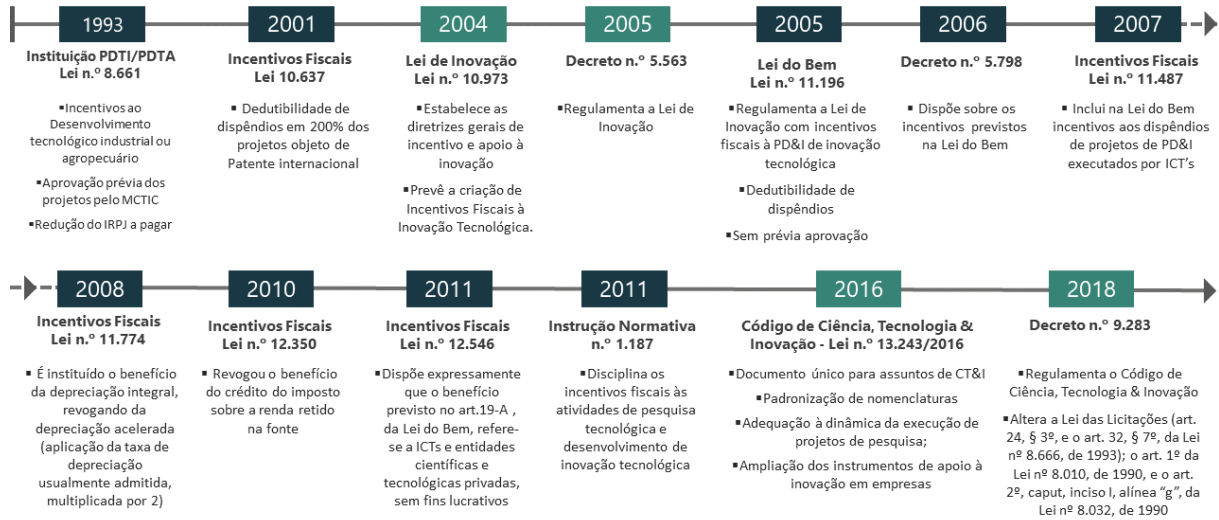 1993
Instituição PDTI/PDTA
Lei n.º 8.661
▪Incentivos ao
Desenvolvimento
tecnológico industrial ou
agropecuário
▪Aprovação prévia dos
projetos pelo MCTIC
▪Redução do IRPJ a pagar
2001
Incentivos Fiscais
Lei 10.637
▪ Dedutibilidade de
dispêndios em 200% dos
projetos objeto de
Patente internacional
2004
Lei de Inovação
Lei n.º 10.973
▪ Estabelece as
diretrizes gerais de
incentivo e apoio à
inovação
▪ Prevê a criação de
Incentivos Fiscais à
Inovação Tecnológica.
2005
Decreto n.º 5.563
▪ Regulamenta a Lei de
Inovação
2005
Lei do Bem
Lei n.º 11.196
▪Regulamenta a Lei de
Inovação com incentivos
fiscais à PD&I de inovação
tecnológica
▪Dedutibilidade de
dispêndios
▪Sem prévia aprovação
2006
Decreto n.º 5.798
▪ Dispõe sobre os
incentivos previstos
na Lei do Bem
2007
Incentivos Fiscais
Lei n.º 11.487
▪ Inclui na Lei do Bem
incentivos aos dispêndios
de projetos de PD&I
executados por ICT’s
2008
Incentivos Fiscais
Lei n.º 11.774
▪ É instituído o benefício
da depreciação integral,
revogando da
depreciação acelerada
(aplicação da taxa de
depreciação
usualmente admitida,
multiplicada por 2)
2010
Incentivos Fiscais
Lei n.º 12.350
▪ Revogou o benefício
do crédito do imposto
sobre a renda retido
na fonte
2011
Incentivos Fiscais
Lei n.º 12.546
▪Dispõe expressamente
que o benefício
previsto no art.19-A ,
da Lei do Bem, refere-
se a ICTs e entidades
científicas e
tecnológicas privadas,
sem fins lucrativos
2011
Instrução Normativa
n.º 1.187
▪ Disciplina os
incentivos fiscais às
atividades de pesquisa
tecnológica e
desenvolvimento de
inovação tecnológica
2016
Código de Ciência, Tecnologia &
Inovação - Lei n.º 13.243/2016
▪Documento único para assuntos de CT&I
▪ Padronização de nomenclaturas
▪Adequação à dinâmica da execução de
projetos de pesquisa;
▪Ampliação dos instrumentos de apoio à
inovação em empresas
2018
Decreto n.º 9.283
▪ Regulamenta o Código de
Ciência, Tecnologia & Inovação
▪Altera a Lei das Licitações (art.
24, § 3º, e o art. 32, § 7º, da Lei
nº 8.666, de 1993); o art. 1º da
Lei nº 8.010, de 1990, e o art.
2º, caput, inciso I, alínea “g”, da
Lei nº 8.032, de 1990